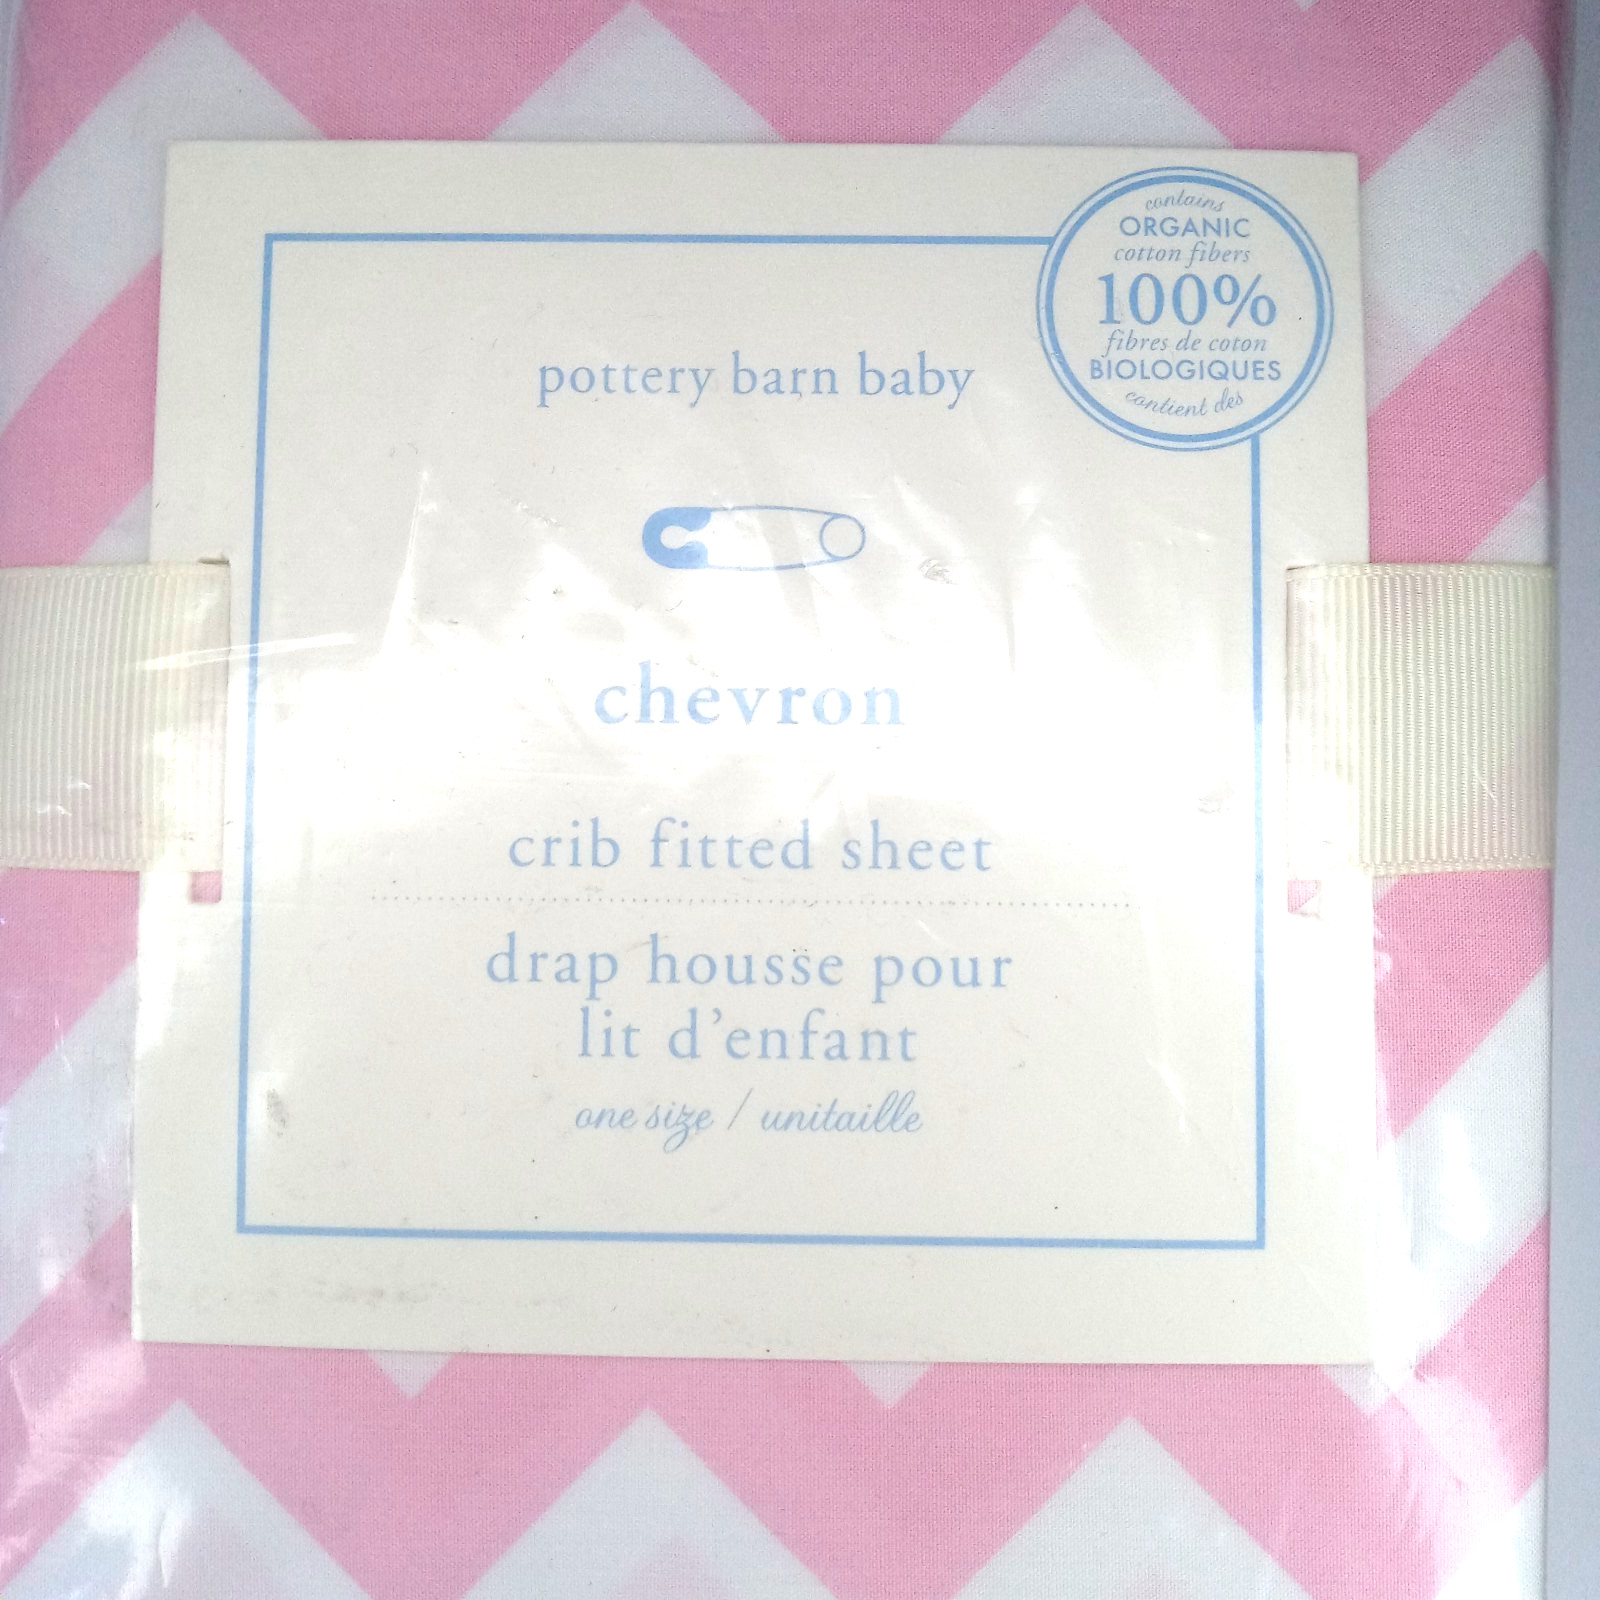 contains
ORGANIC
cotton fibers
100%
fibres de coton
BIOLOGIQUES
contient des
pottery barn baby
chevron
crib fitted sheet
drap housse pour
lit d'enfant
one size / unitaille